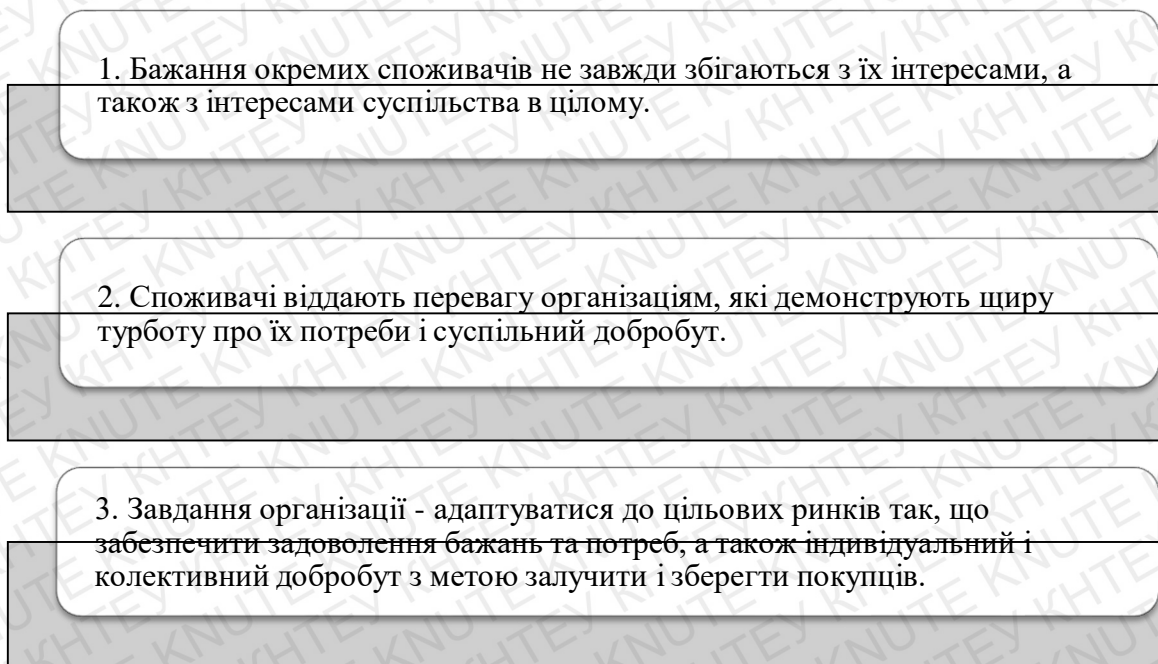 1. Бажання окремих споживачів не завжди збігаються з їх інтересами, а
також з інтересами суспільства в цілому.
2. Споживачі віддають перевагу організаціям, які демонструють щиру
турботу про їх потреби і суспільний добробут.
3. Завдання організації - адаптуватися до цільових ринків так, що
забезпечити задоволення бажань та потреб, а також індивідуальний і
колективний добробут з метою залучити і зберегти покупців.